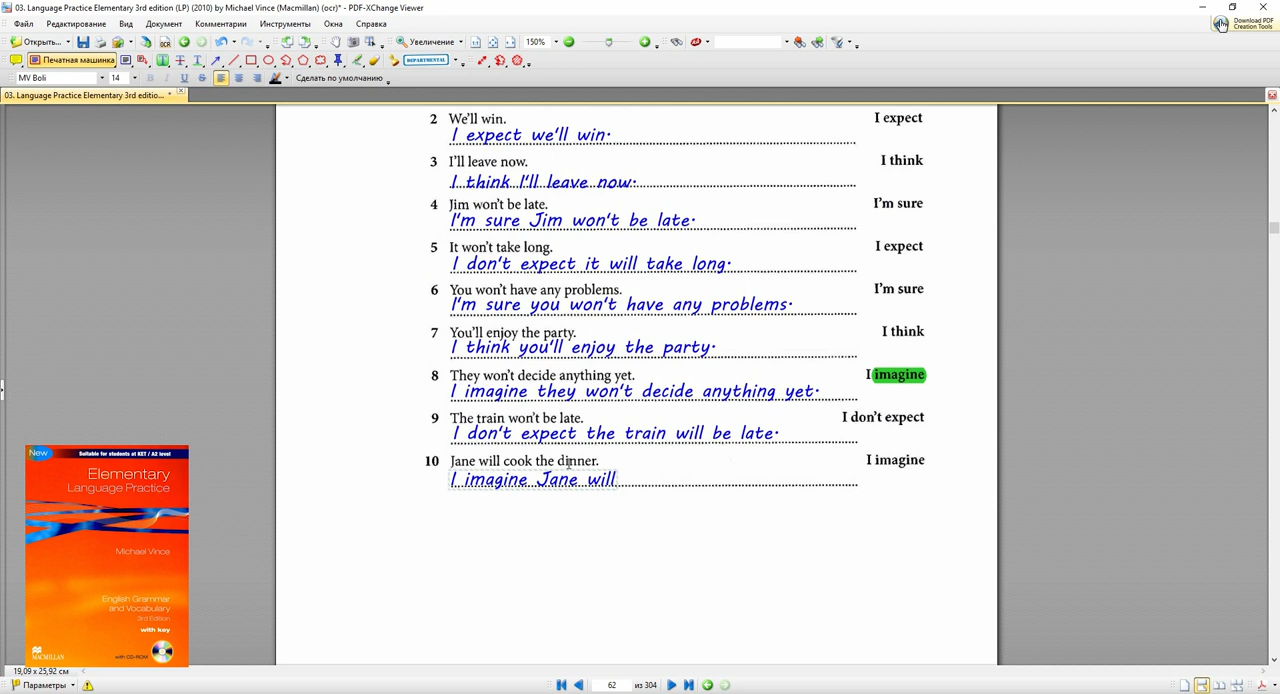 03. Language Practice Elementary 3rd edition (LP) (2010) by Michael Vince (Macmillan) (ocr)* - PDF-XChange Viewer
Файл Редактирование Вид Документ Комментарии Инструменты Окна Справка
Download PDF
Creation Tools
Открыть... OCR Увеличение 150%
Печатная машинка DEPARTMENTAL
MV Boli 14 B I U S Сделать по умолчанию
03. Language Practice Elementary 3rd editio... *
2 We'll win. I expect
I expect we'll win.
3 I'll leave now. I think
I think I'll leave now.
4 Jim won't be late. I'm sure
I'm sure Jim won't be late.
5 It won't take long. I expect
I don't expect it will take long.
6 You won't have any problems. I'm sure
I'm sure you won't have any problems.
7 You'll enjoy the party. I think
I think you'll enjoy the party.
8 They won't decide anything yet. I imagine
I imagine they won't decide anything yet.
9 The train won't be late. I don't expect
I don't expect the train will be late.
10 Jane will cook the dinner. I imagine
I imagine Jane will
New Suitable for students at KET / A2 level
Elementary
Language Practice
Michael Vince
English Grammar
and Vocabulary
3rd Edition
with key
MACMILLAN with CD-ROM
19,09 x 25,92 см
Параметры 62 из 304